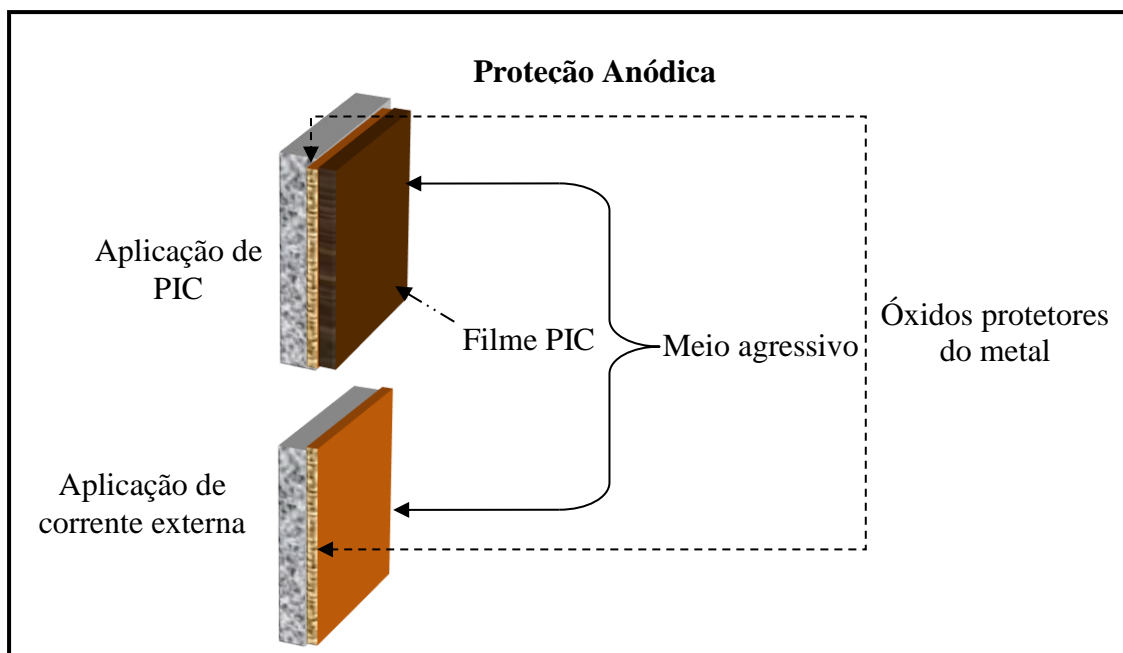 Proteção Anódica
Aplicação de
PIC
Filme PIC
Meio agressivo
Óxidos protetores
do metal
Aplicação de
corrente externa